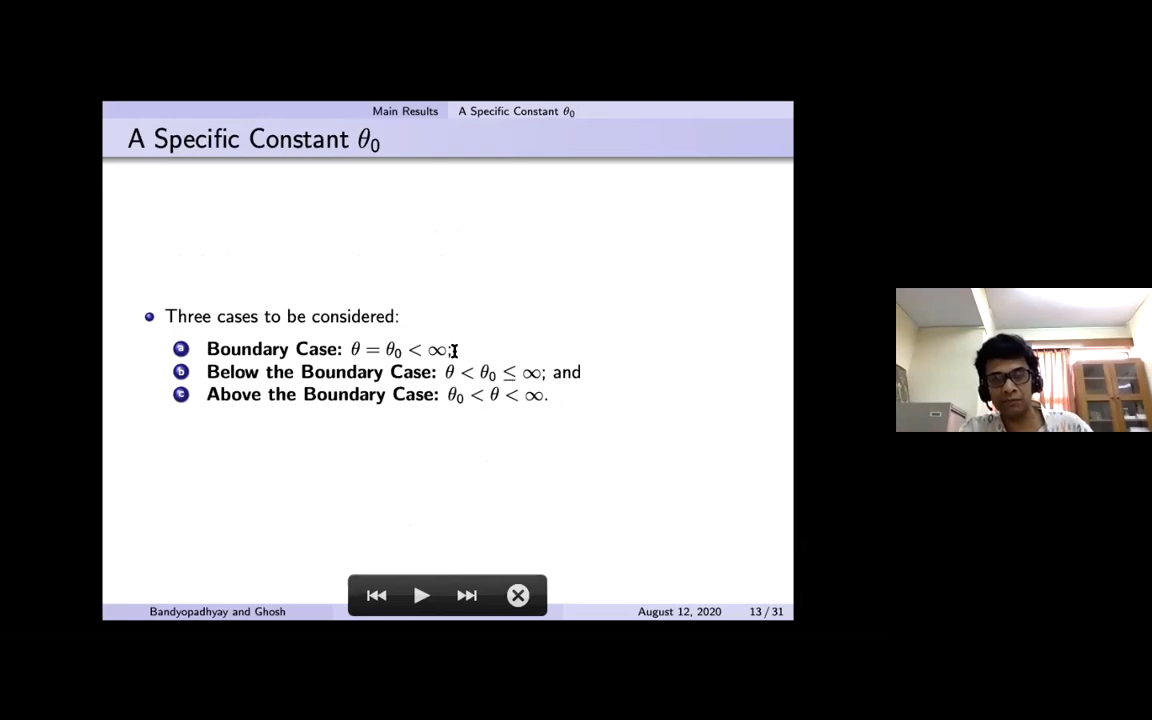 Main Results A Specific Constant θ₀
A Specific Constant θ₀
Three cases to be considered:
a Boundary Case: θ = θ₀ < ∞;
b Below the Boundary Case: θ < θ₀ ≤ ∞; and
c Above the Boundary Case: θ₀ < θ < ∞.
Bandyopadhyay and Ghosh August 12, 2020 13 / 31